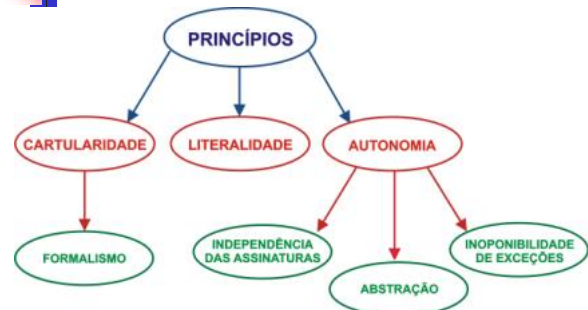 PRINCÍPIOS
CARTULARIDADE
LITERALIDADE
AUTONOMIA
FORMALISMO
INDEPENDÊNCIA
DAS ASSINATURAS
ABSTRAÇÃO
INOPONIBILIDADE
DE EXCEÇÕES